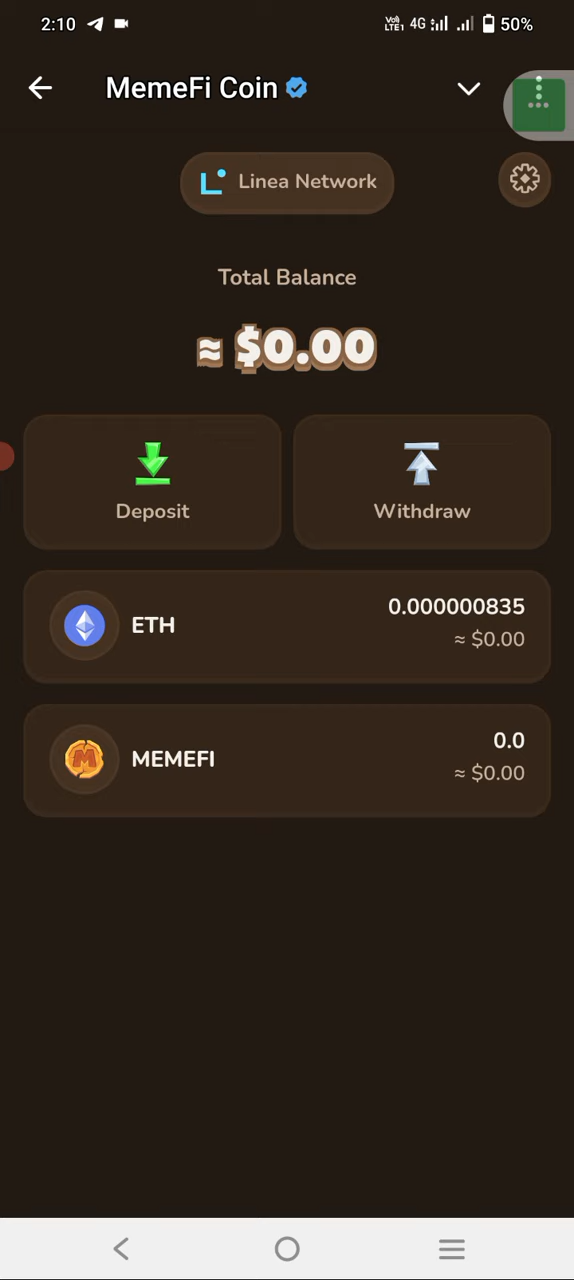 2:10 VoLTE1 4G 50%
MemeFi Coin
Linea Network
Total Balance
≈ $0.00
Deposit Withdraw
ETH 0.000000835
≈ $0.00
MEMEFI 0.0
≈ $0.00